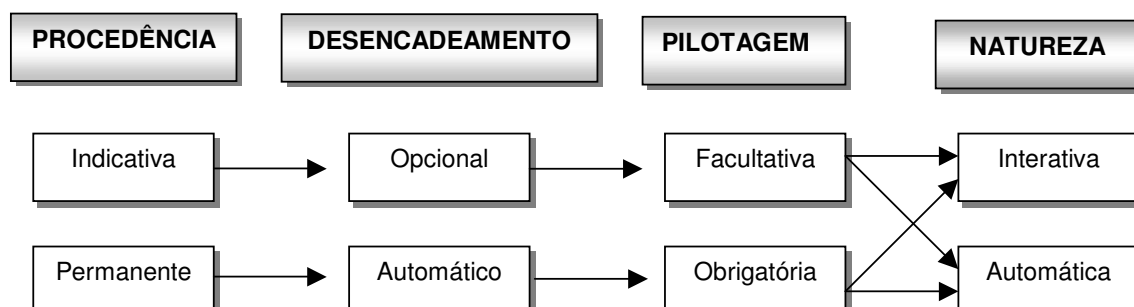 PROCEDÊNCIA DESENCADEAMENTO PILOTAGEM NATUREZA
Indicativa Opcional Facultativa Interativa
Permanente Automático Obrigatória Automática